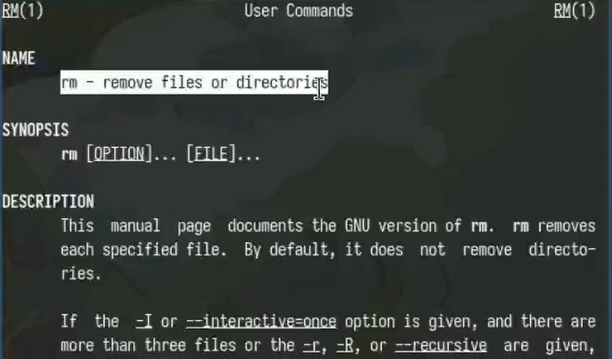 RM(1) User Commands RM(1)
NAME
rm - remove files or directories
SYNOPSIS
rm [OPTION]... [FILE]...
DESCRIPTION
This manual page documents the GNU version of rm. rm removes
each specified file. By default, it does not remove directo-
ries.
If the -I or --interactive=once option is given, and there are
more than three files or the -r, -R, or --recursive are given,